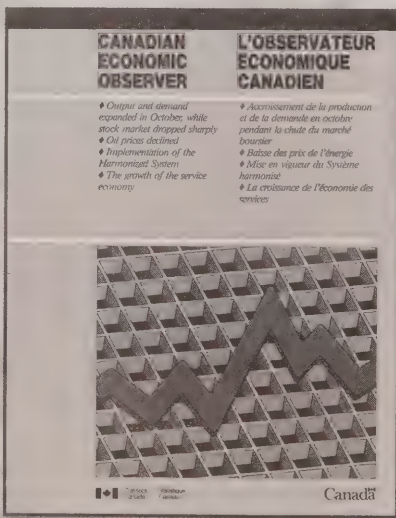 CANADIAN
ECONOMIC
OBSERVER
♦ Output and demand
expanded in October, while
stock market dropped sharply
♦ Oil prices declined
♦ Implementation of the
Harmonized System
♦ The growth of the service
economy
L'OBSERVATEUR
ECONOMIQUE
CANADIEN
♦ Accroissement de la production
et de la demande en octobre
pendant la chute du marché
boursier
♦ Baisse des prix de l'énergie
♦ Mise en vigueur du Système
harmonisé
♦ La croissance de l'économie des
services
Canada